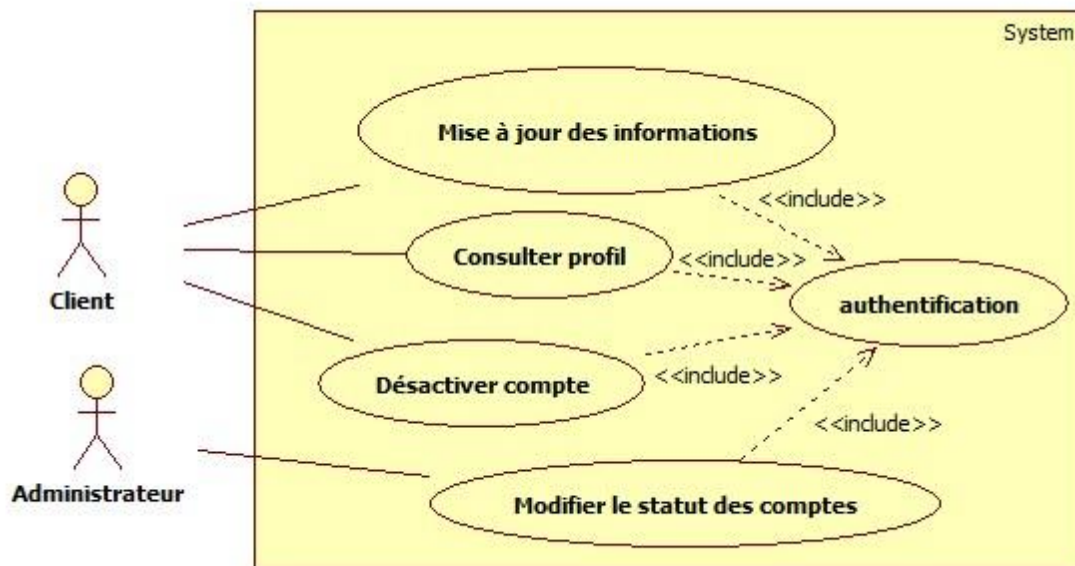 System
Mise à jour des informations
<<include>>
Consulter profil
<<include>>
Client
authentification
Désactiver compte
<<include>>
<<include>>
Administrateur
Modifier le statut des comptes